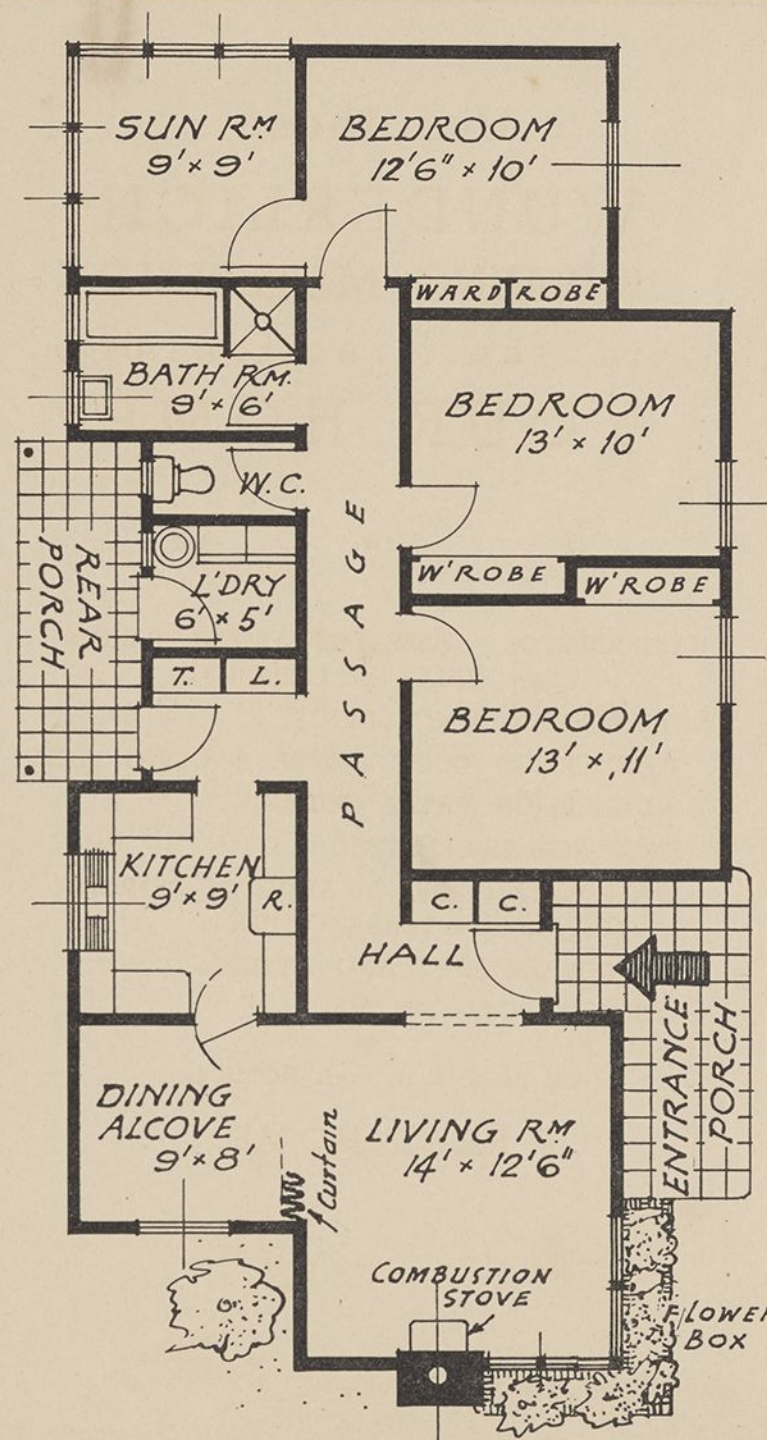 SUN RM
9' × 9'
BEDROOM
12'6" × 10'
WARD ROBE
BATH RM.
9' × 6'
BEDROOM
13' × 10'
W.C.
REAR
PORCH
L'DRY
6' × 5'
PASSAGE
W'ROBE
W'ROBE
T.
L.
BEDROOM
13' × 11'
KITCHEN
9' × 9'
R.
C.
C.
HALL
ENTRANCE
PORCH
DINING
ALCOVE
9' × 8'
Curtain
LIVING RM
14' × 12'6"
COMBUSTION
STOVE
FLOWER
BOX